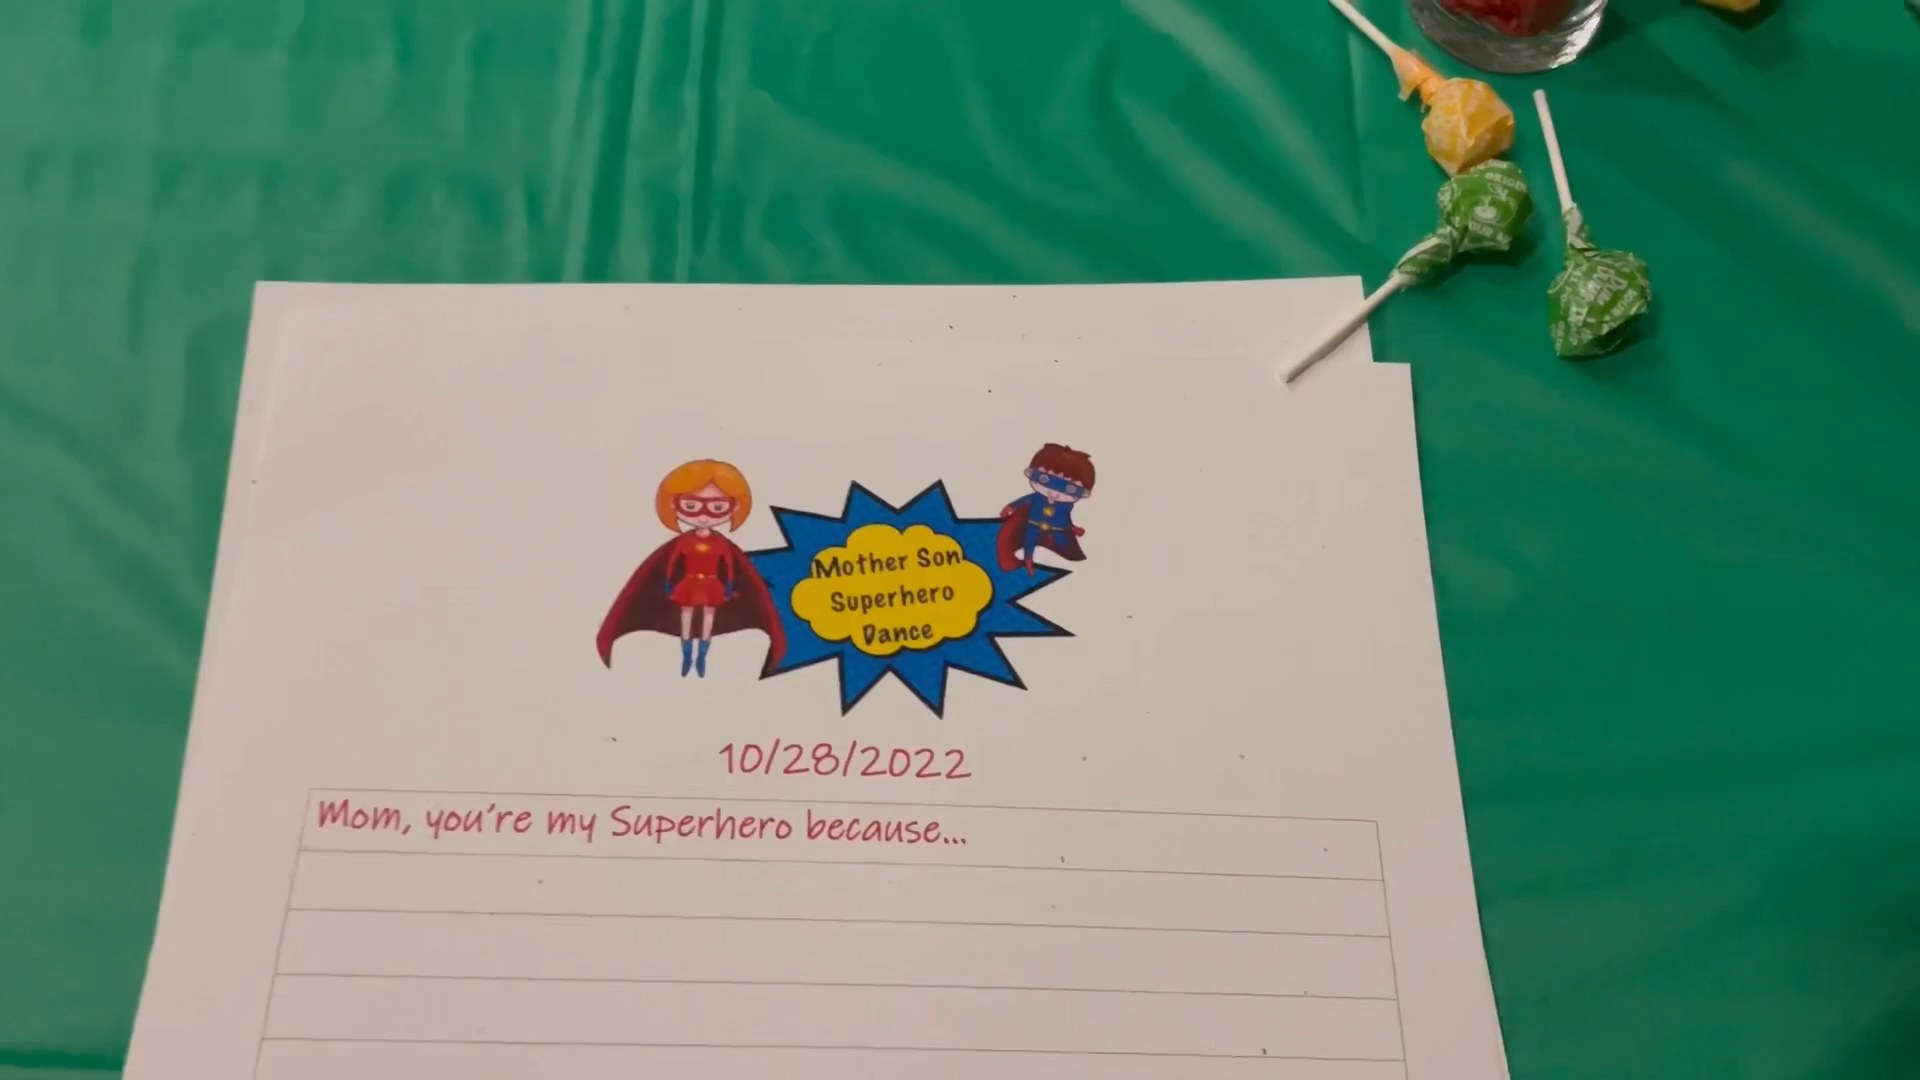 Mother Son
Superhero
Dance
10/28/2022
Mom, you're my Superhero because...